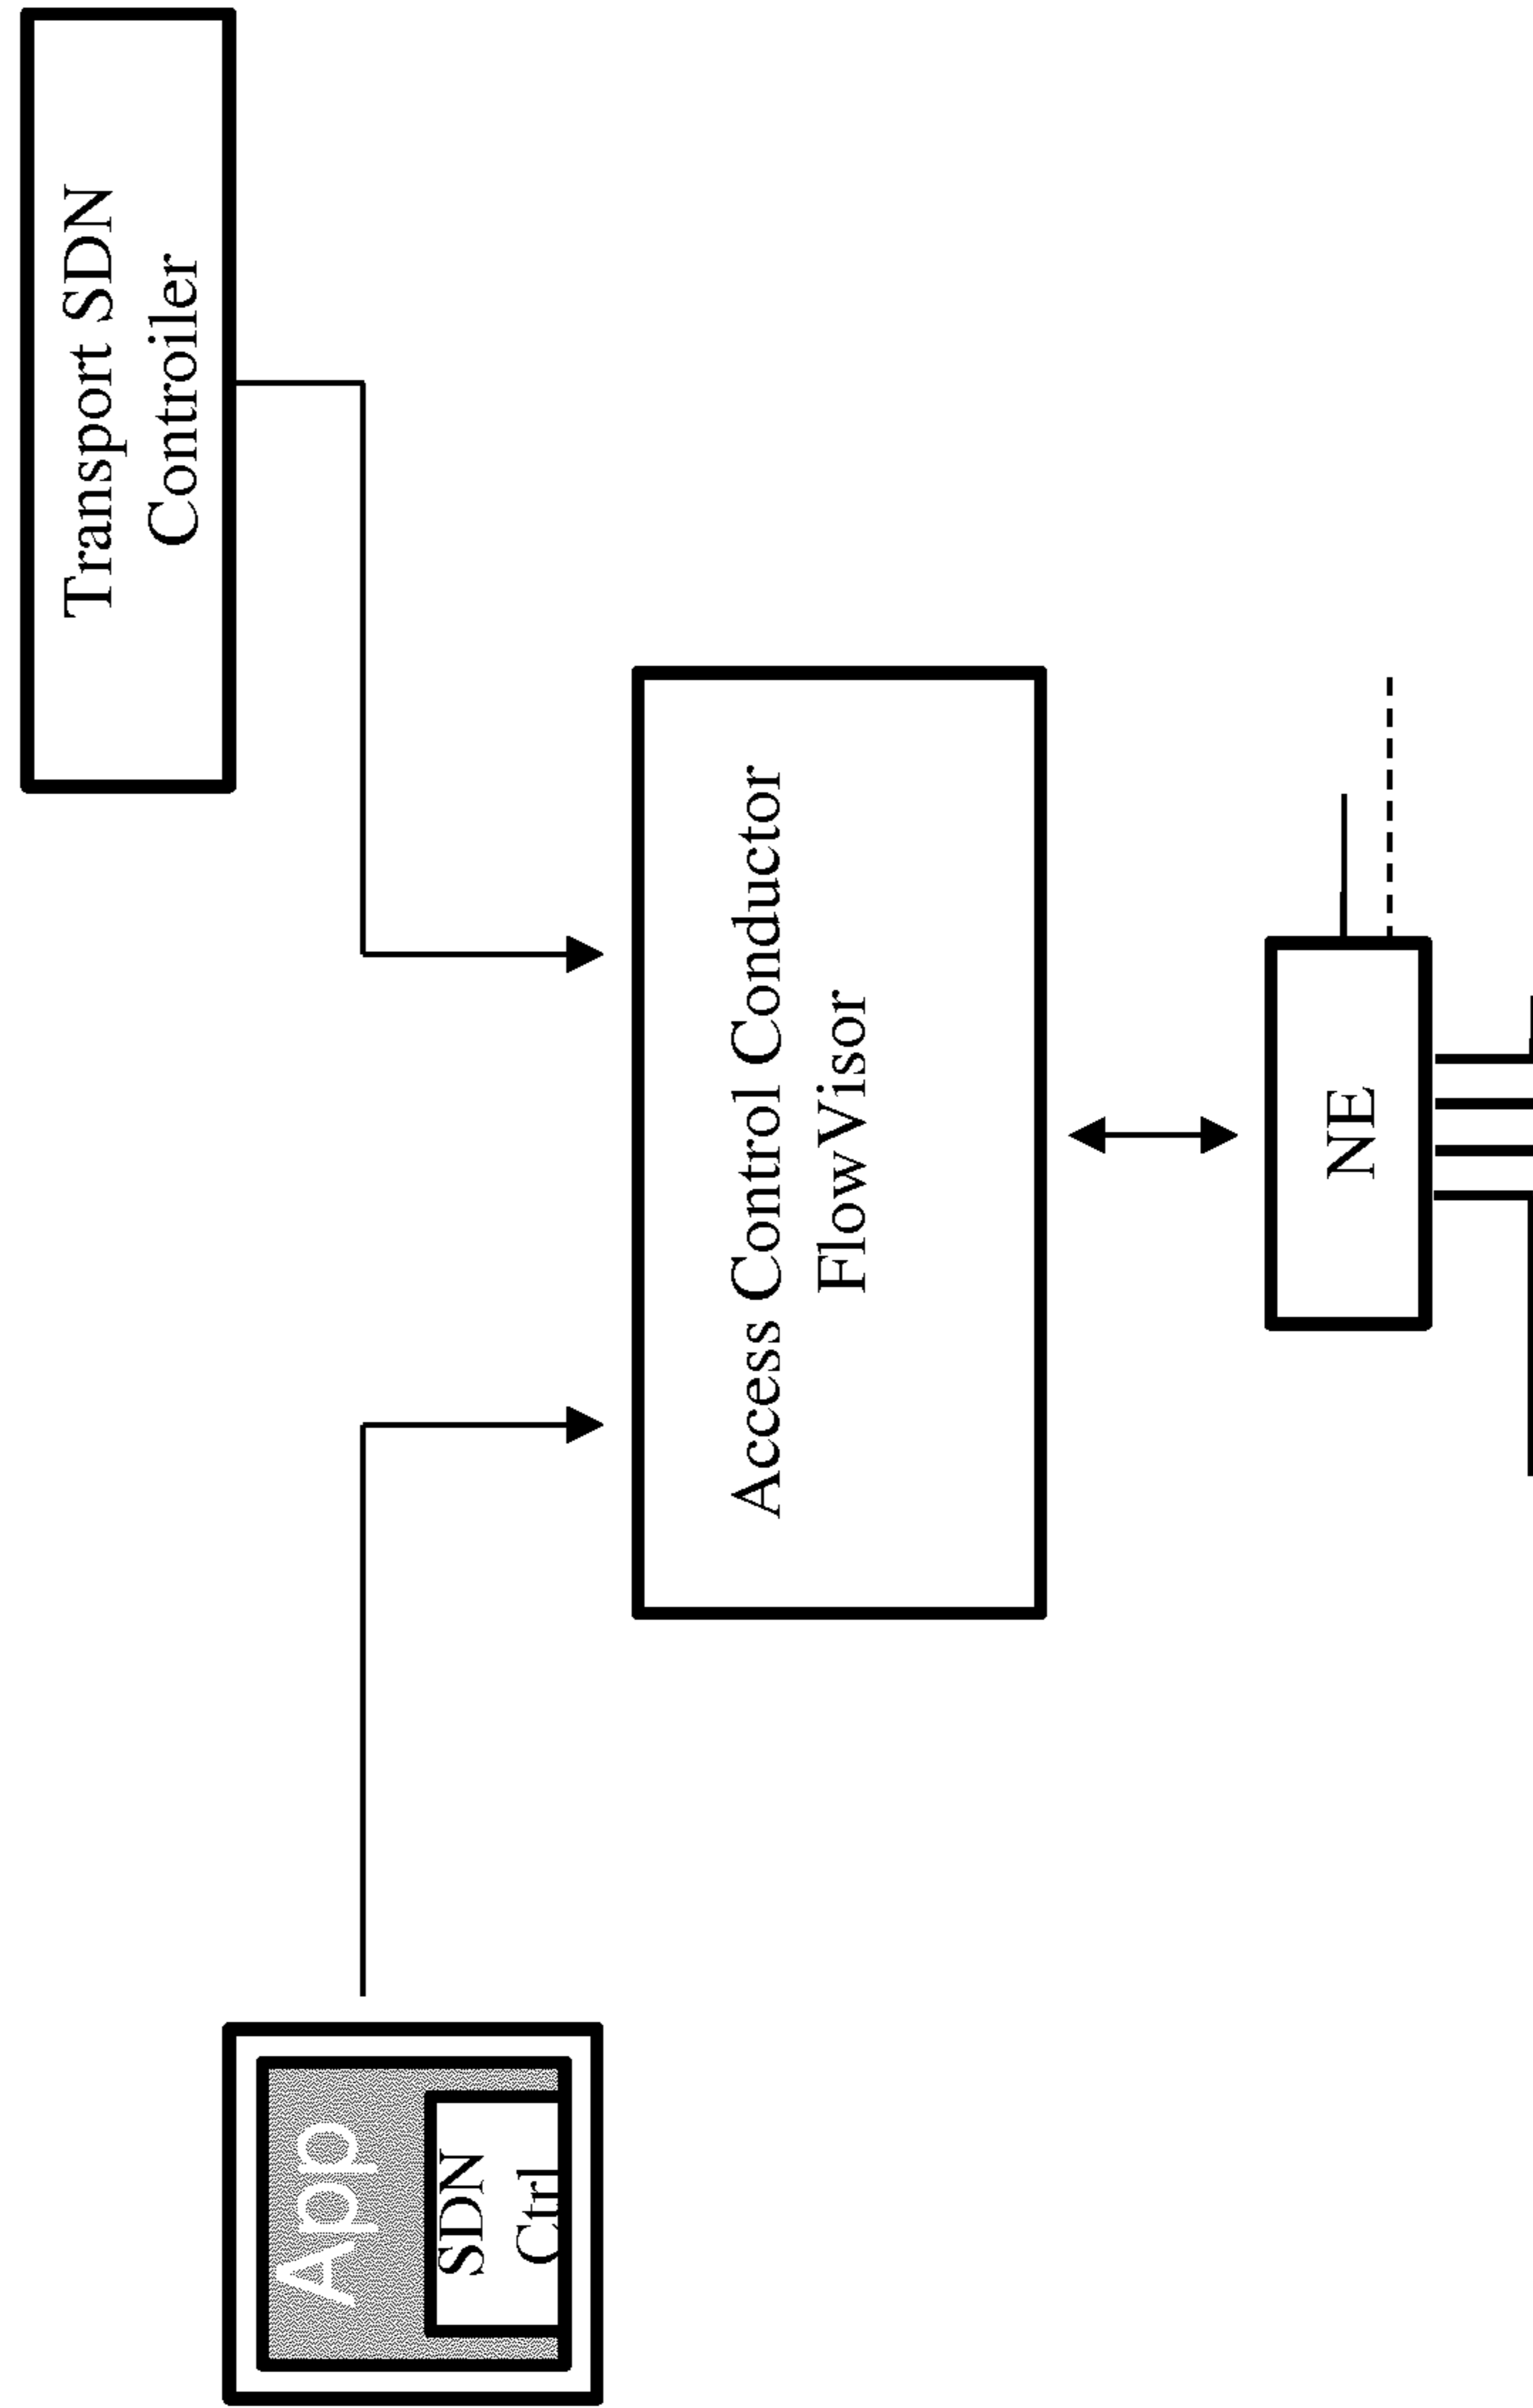 Transport SDN
Controiler
Access Control Conductor
FlowVisor
NE
App
SDN
Ctrl